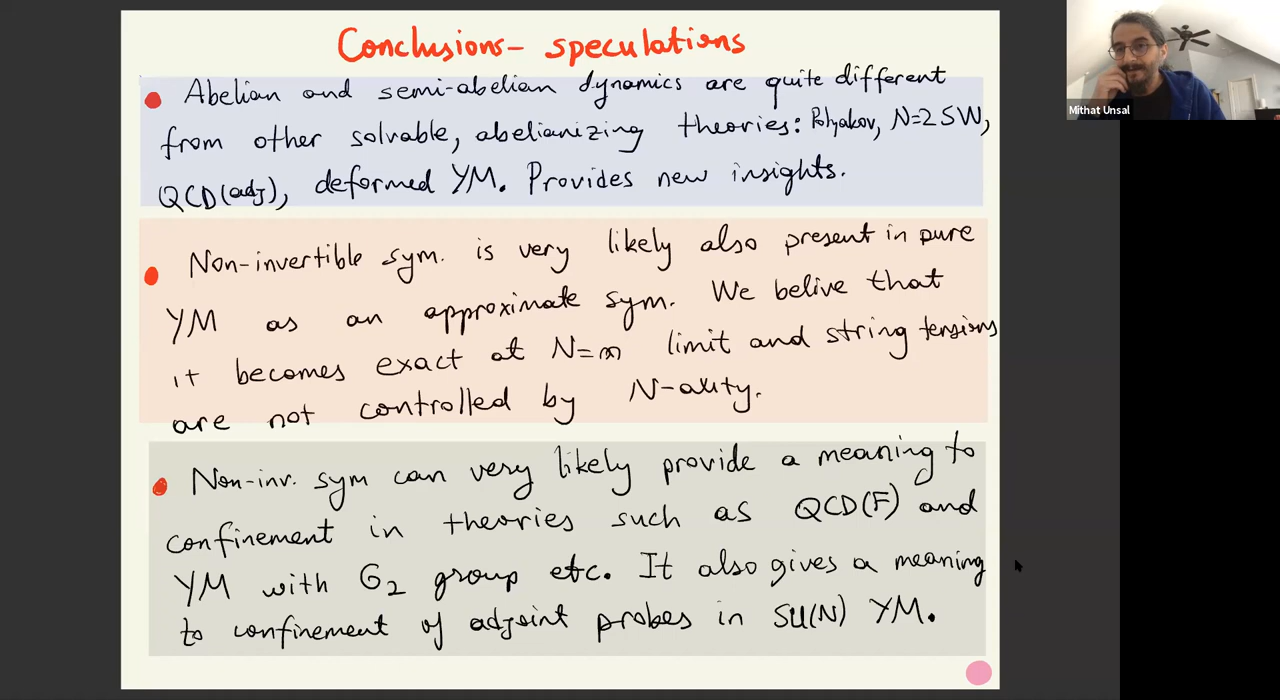 Conclusions - speculations
• Abelian and semi-abelian dynamics are quite different
from other solvable, abelianizing theories: Polyakov, N=2 SW,
QCD(adj), deformed YM. Provides new insights.
• Non-invertible sym. is very likely also present in pure
YM as an approximate sym. We belive that
it becomes exact at N=∞ limit and string tensions
are not controlled by N-ality.
• Non-inv. sym can very likely provide a meaning to
confinement in theories such as QCD(F) and
YM with G₂ group etc. It also gives a meaning
to confinement of adjoint probes in SU(N) YM.
Mithat Unsal